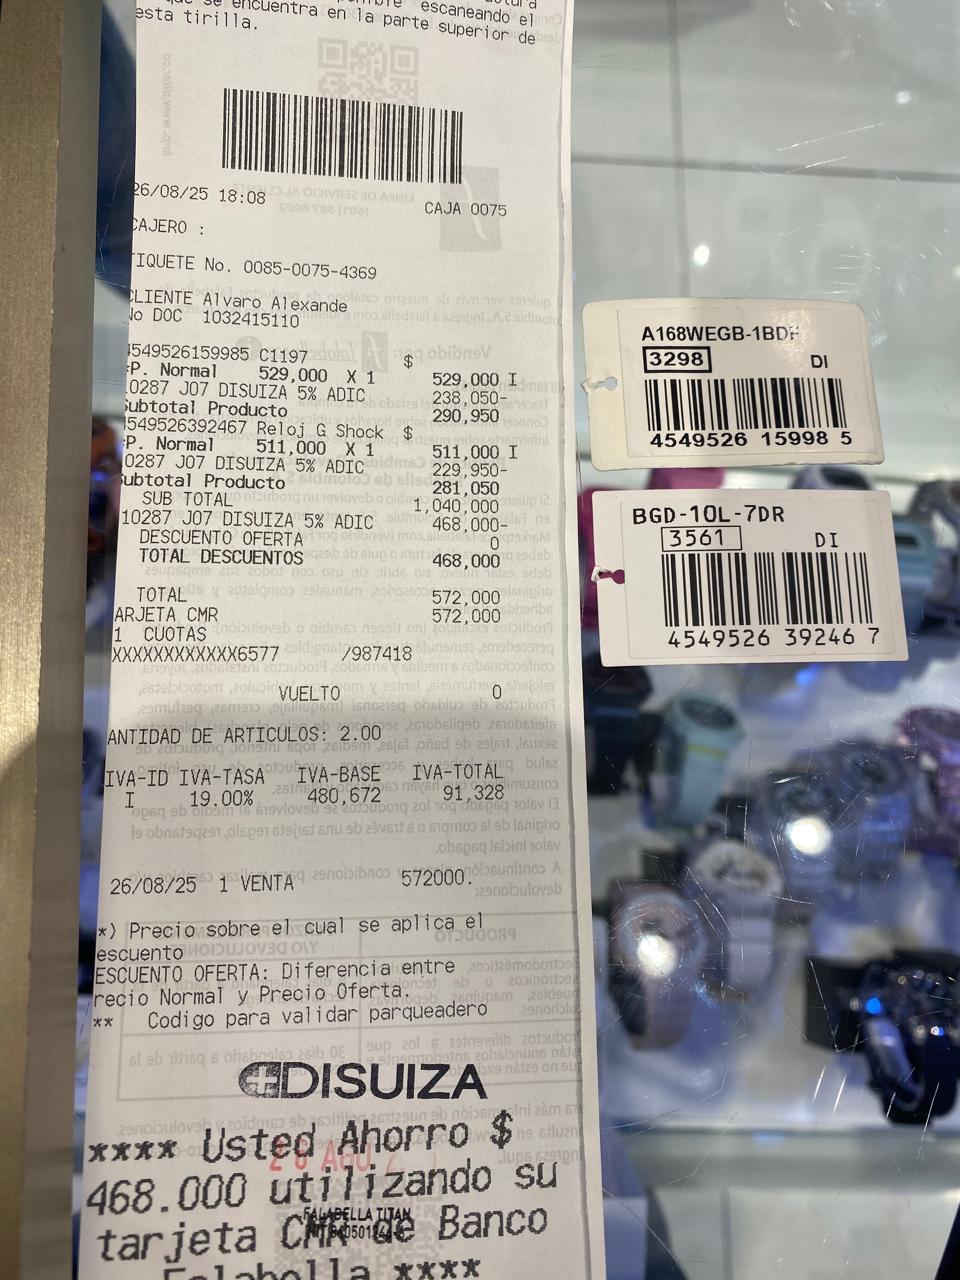 escaneando el
se encuentra en la parte superior de
esta tirilla.
26/08/25 18:08 CAJA 0075
CAJERO :
TIQUETE No. 0085-0075-4369
CLIENTE Alvaro Alexande
No DOC 1032415110
4549526159985 C1197 $
P. Normal 529,000 X 1 529,000 I
10287 J07 DISUIZA 5% ADIC 238,050-
Subtotal Producto 290,950
4549526392467 Reloj G Shock $
P. Normal 511,000 X 1 511,000 I
10287 J07 DISUIZA 5% ADIC 229,950-
Subtotal Producto 281,050
SUB TOTAL 1,040,000
10287 J07 DISUIZA 5% ADIC 468,000-
DESCUENTO OFERTA 0
TOTAL DESCUENTOS 468,000
TOTAL 572,000
ARJETA CMR 572,000
1 CUOTAS
XXXXXXXXXXXX6577 /987418
VUELTO 0
ANTIDAD DE ARTICULOS: 2.00
IVA-ID IVA-TASA IVA-BASE IVA-TOTAL
I 19.00% 480,672 91,328
26/08/25 1 VENTA 572000.
*) Precio sobre el cual se aplica el
escuento
ESCUENTO OFERTA: Diferencia entre
recio Normal y Precio Oferta.
** Codigo para validar parqueadero
DISUIZA
**** Usted Ahorro $
468.000 utilizando su
tarjeta CMR de Banco
Falabella ****
FALABELLA TITAN
A168WEGB-1BDF
3298 DI
4549526 15998 5
BGD-10L-7DR
3561 DI
4549526 39246 7